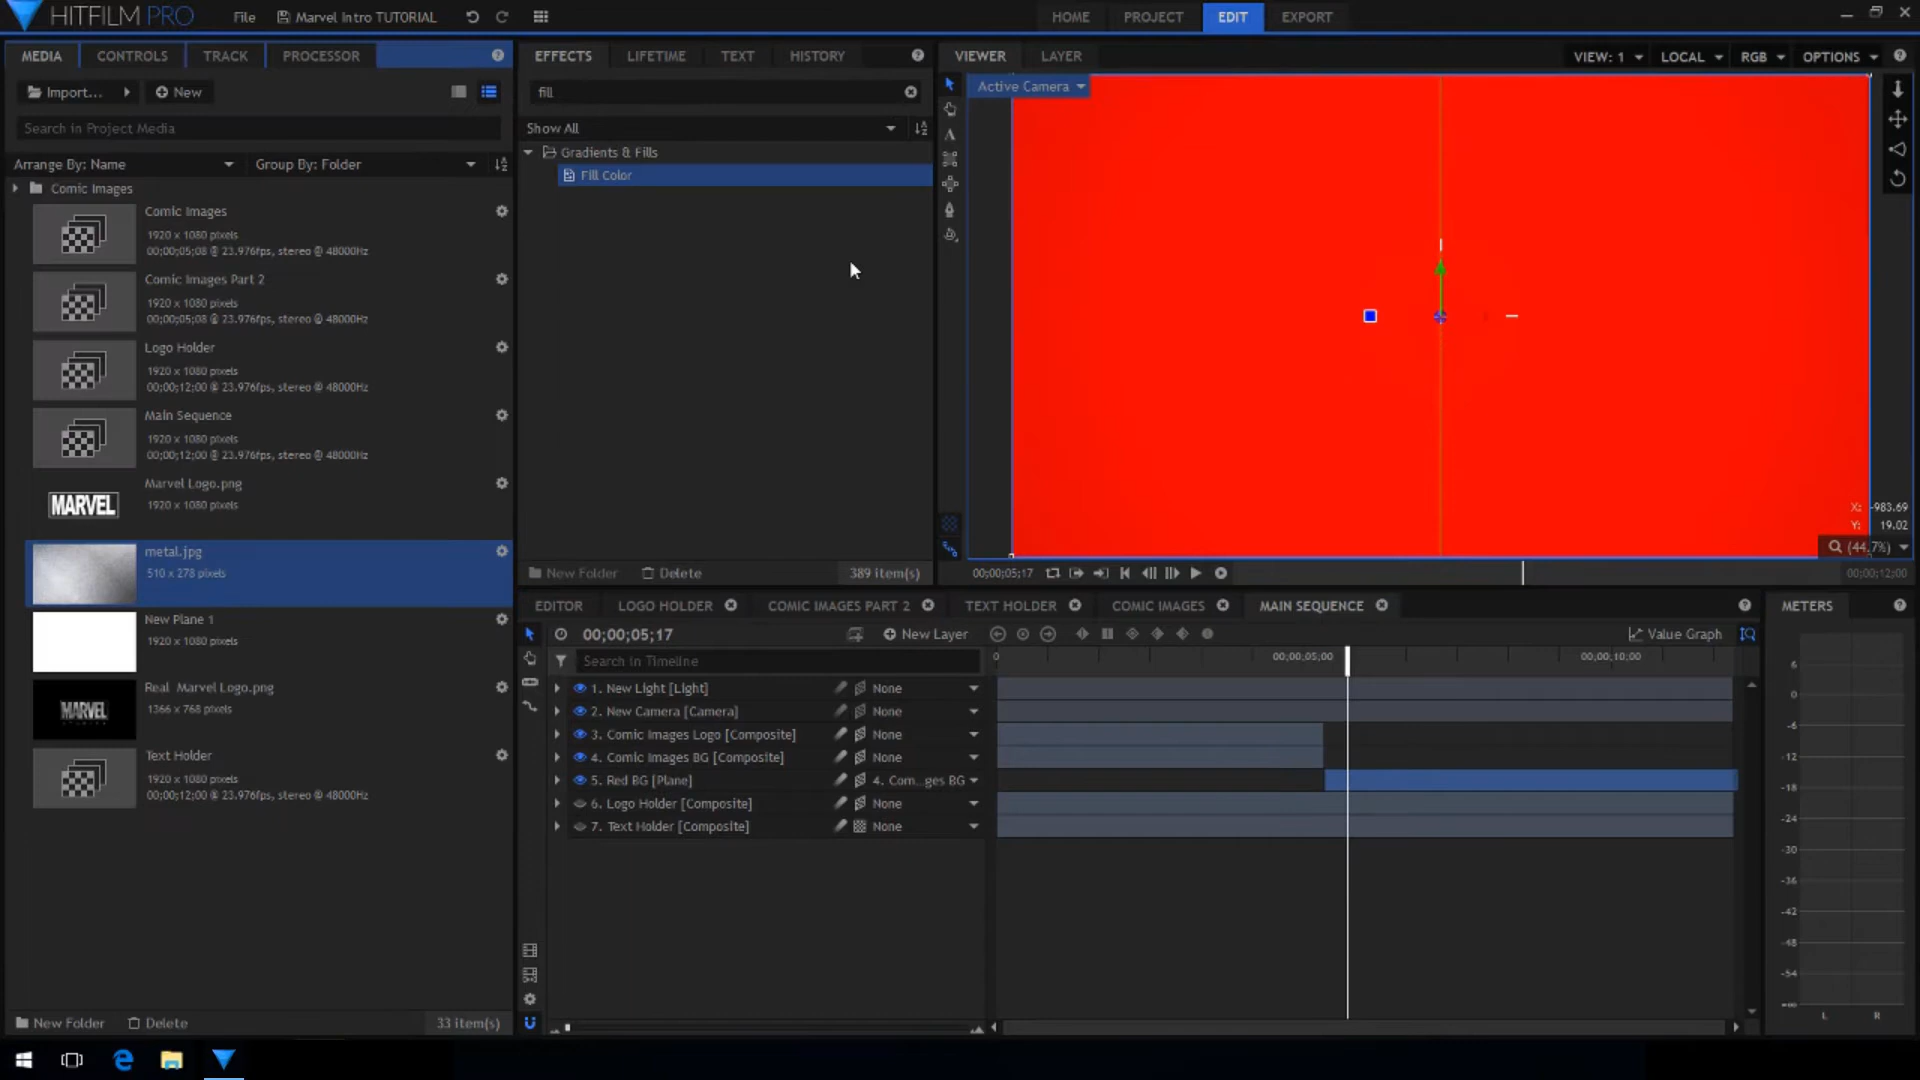 HITFILM PRO File Marvel Intro TUTORIAL HOME PROJECT EDIT EXPORT
MEDIA CONTROLS TRACK PROCESSOR
Import... New
Search in Project Media
Arrange By: Name Group By: Folder
Comic Images
Comic Images
1920 x 1080 pixels
00;00;05;08 @ 23.976fps, stereo @ 48000Hz
Comic Images Part 2
1920 x 1080 pixels
00;00;05;08 @ 23.976fps, stereo @ 48000Hz
Logo Holder
1920 x 1080 pixels
00;00;12;00 @ 23.976fps, stereo @ 48000Hz
Main Sequence
1920 x 1080 pixels
00;00;12;00 @ 23.976fps, stereo @ 48000Hz
MARVEL
Marvel Logo.png
1920 x 1080 pixels
metal.jpg
510 x 278 pixels
New Plane 1
1920 x 1080 pixels
MARVEL
Real Marvel Logo.png
1366 x 768 pixels
Text Holder
1920 x 1080 pixels
00;00;12;00 @ 23.976fps, stereo @ 48000Hz
New Folder Delete 33 item(s)
EFFECTS LIFETIME TEXT HISTORY
fill
Show All
Gradients & Fills
Fill Color
New Folder Delete 389 item(s)
VIEWER LAYER VIEW: 1 LOCAL RGB OPTIONS
Active Camera
X: -983.69
Y: 19.02
(44.7%)
00;00;05;17 00;00;12;00
EDITOR LOGO HOLDER COMIC IMAGES PART 2 TEXT HOLDER COMIC IMAGES MAIN SEQUENCE
00;00;05;17 New Layer Value Graph
Search in Timeline 0 00;00;05;00 00;00;10;00
1. New Light [Light] None
2. New Camera [Camera] None
3. Comic Images Logo [Composite] None
4. Comic Images BG [Composite] None
5. Red BG [Plane] 4. Com...ges BG
6. Logo Holder [Composite] None
7. Text Holder [Composite] None
METERS
6
0
-6
-12
-18
-24
-30
-36
-42
-48
-54
-∞
L R